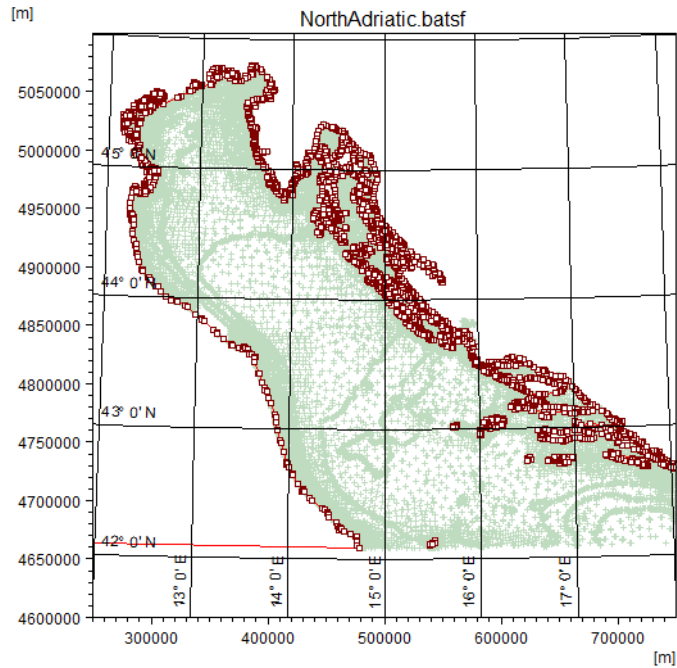 [m]
NorthAdriatic.batsf
5050000
5000000
45° 0' N
4950000
4900000
44° 0' N
4850000
4800000
43° 0' N
4750000
4700000
42° 0' N
4650000
13° 0' E
14° 0' E
15° 0' E
16° 0' E
17° 0' E
4600000
300000 400000 500000 600000 700000
[m]